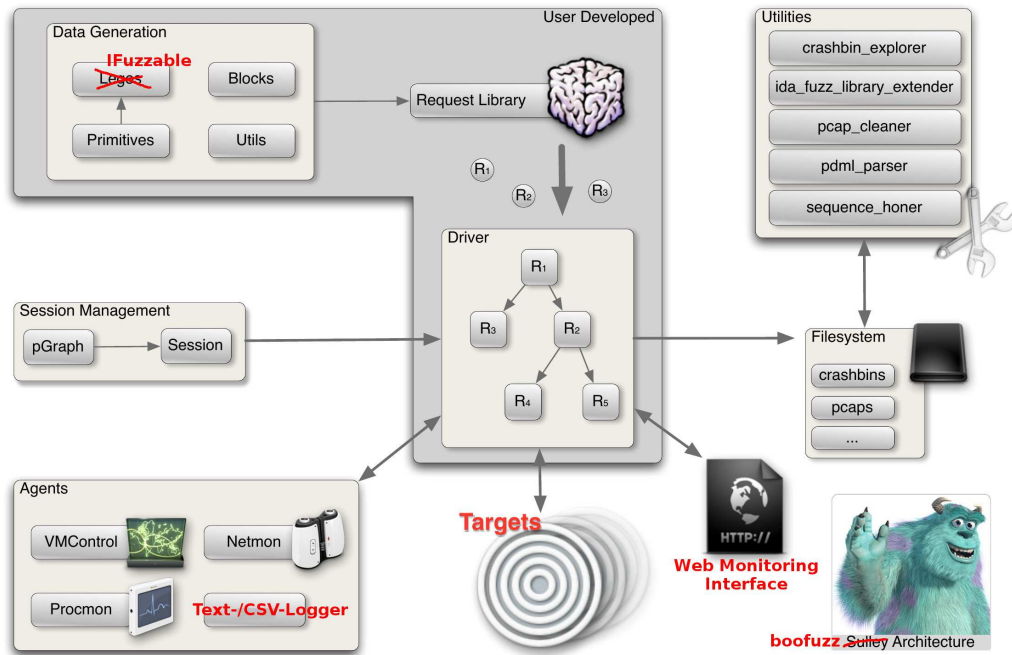 User Developed
Data Generation
IFuzzable
Legos
Blocks
Primitives
Utils
Request Library
R1
R2
R3
Driver
R1
R3
R2
R4
R5
Session Management
pGraph
Session
Utilities
crashbin_explorer
ida_fuzz_library_extender
pcap_cleaner
pdml_parser
sequence_honer
Filesystem
crashbins
pcaps
...
Agents
VMControl
Netmon
Procmon
Text-/CSV-Logger
Targets
HTTP://
Web Monitoring
Interface
boofuzz Sulley Architecture